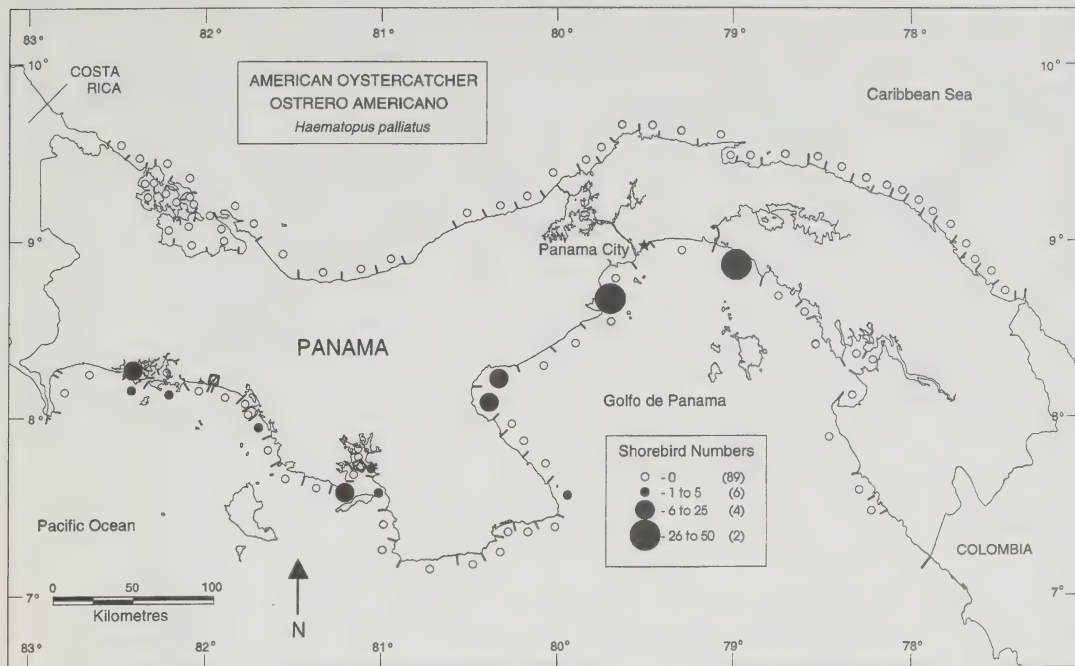 83° 82° 81° 80° 79° 78°
10° 10°
COSTA
RICA
AMERICAN OYSTERCATCHER
OSTRERO AMERICANO
Haematopus palliatus
Caribbean Sea
9° 9°
Panama City
PANAMA
Golfo de Panama
8° 8°
Shorebird Numbers
- 0 (89)
- 1 to 5 (6)
- 6 to 25 (4)
- 26 to 50 (2)
Pacific Ocean
COLOMBIA
0 50 100
Kilometres
N
7° 7°
83° 82° 81° 80° 79° 78°